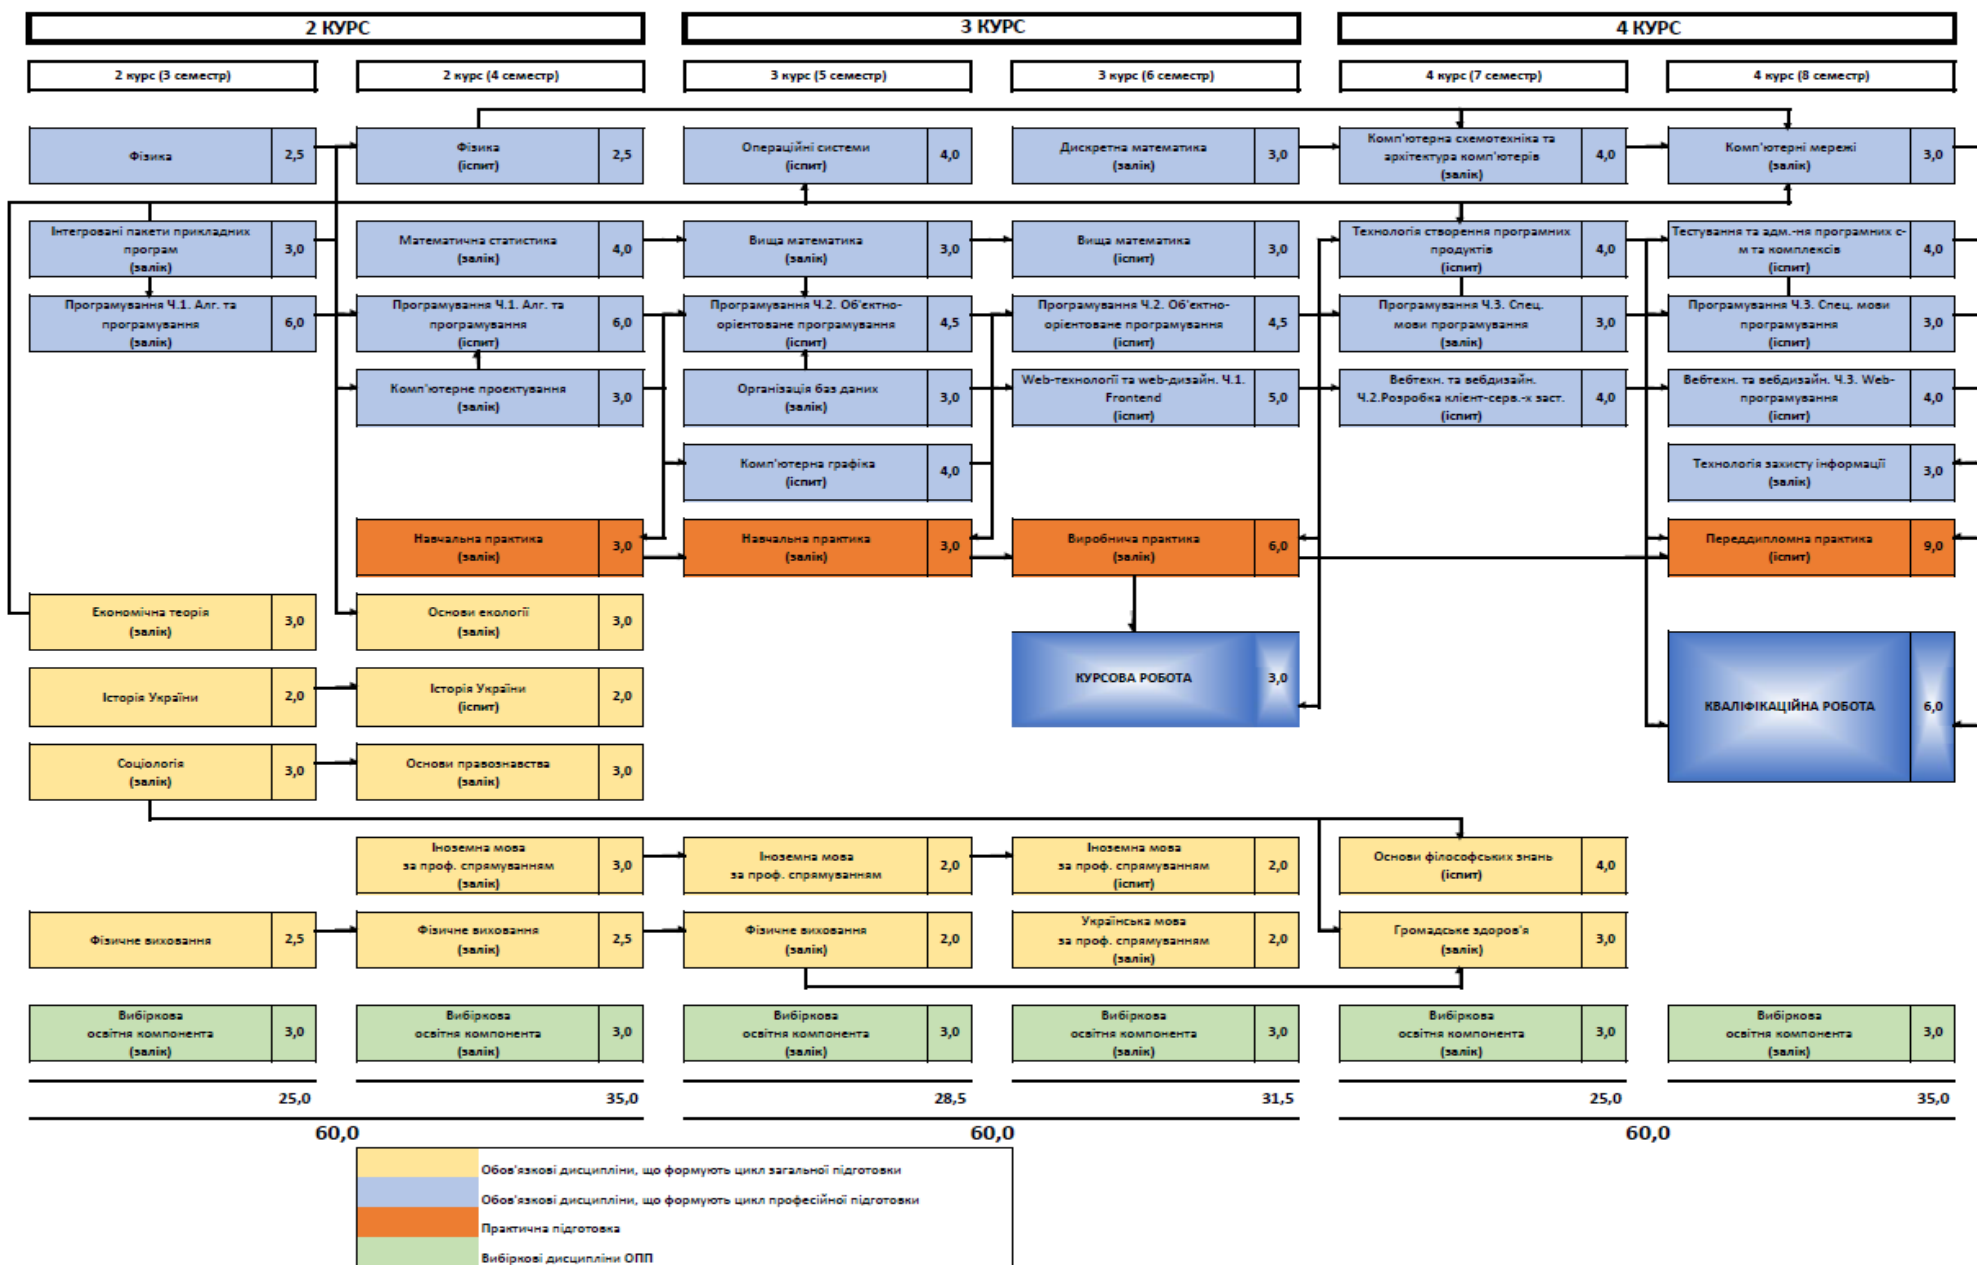 2 КУРС
3 КУРС
4 КУРС
2 курс (3 семестр)
2 курс (4 семестр)
3 курс (5 семестр)
3 курс (6 семестр)
4 курс (7 семестр)
4 курс (8 семестр)
Фізика
2,5
Фізика
(іспит)
2,5
Операційні системи
(іспит)
4,0
Дискретна математика
(залік)
3,0
Комп'ютерна схемотехніка та
архітектура комп'ютерів
(залік)
4,0
Комп'ютерні мережі
(залік)
3,0
Інтегровані пакети прикладних
програм
(залік)
3,0
Математична статистика
(залік)
4,0
Вища математика
(залік)
3,0
Вища математика
(іспит)
3,0
Технологія створення програмних
продуктів
(іспит)
4,0
Тестування та адм.-ня програмних с-
м та комплексів
(іспит)
4,0
Програмування Ч.1. Алг. та
програмування
(залік)
6,0
Програмування Ч.1. Алг. та
програмування
(іспит)
6,0
Програмування Ч.2. Об'єктно-
орієнтоване програмування
(іспит)
4,5
Програмування Ч.2. Об'єктно-
орієнтоване програмування
(іспит)
4,5
Програмування Ч.3. Спец.
мови програмування
(залік)
3,0
Програмування Ч.3. Спец. мови
програмування
(іспит)
3,0
Комп'ютерне проєктування
(залік)
3,0
Організація баз даних
(залік)
3,0
Web-технології та web-дизайн. Ч.1.
Frontend
(іспит)
5,0
Вебтехн. та вебдизайн.
Ч.2.Розробка клієнт-серв.-х заст.
(іспит)
4,0
Вебтехн. та вебдизайн. Ч.3. Web-
програмування
(іспит)
4,0
Комп'ютерна графіка
(іспит)
4,0
Технологія захисту інформації
(залік)
3,0
Навчальна практика
(залік)
3,0
Навчальна практика
(залік)
3,0
Виробнича практика
(залік)
6,0
Переддипломна практика
(іспит)
9,0
Економічна теорія
(залік)
3,0
Основи екології
(залік)
3,0
КУРСОВА РОБОТА
3,0
КВАЛІФІКАЦІЙНА РОБОТА
6,0
Історія України
2,0
Історія України
(іспит)
2,0
Соціологія
(залік)
3,0
Основи правознавства
(залік)
3,0
Іноземна мова
за проф. спрямуванням
(залік)
3,0
Іноземна мова
за проф. спрямуванням
2,0
Іноземна мова
за проф. спрямуванням
(іспит)
2,0
Основи філософських знань
(іспит)
4,0
Фізичне виховання
2,5
Фізичне виховання
(залік)
2,5
Фізичне виховання
(залік)
2,0
Українська мова
за проф. спрямуванням
(залік)
2,0
Громадське здоров'я
(залік)
3,0
Вибіркова
освітня компонента
(залік)
3,0
Вибіркова
освітня компонента
(залік)
3,0
Вибіркова
освітня компонента
(залік)
3,0
Вибіркова
освітня компонента
(залік)
3,0
Вибіркова
освітня компонента
(залік)
3,0
Вибіркова
освітня компонента
(залік)
3,0
25,0
35,0
28,5
31,5
25,0
35,0
60,0
60,0
60,0
Обов'язкові дисципліни, що формують цикл загальної підготовки
Обов'язкові дисципліни, що формують цикл професійної підготовки
Практична підготовка
Вибіркові дисципліни ОПП